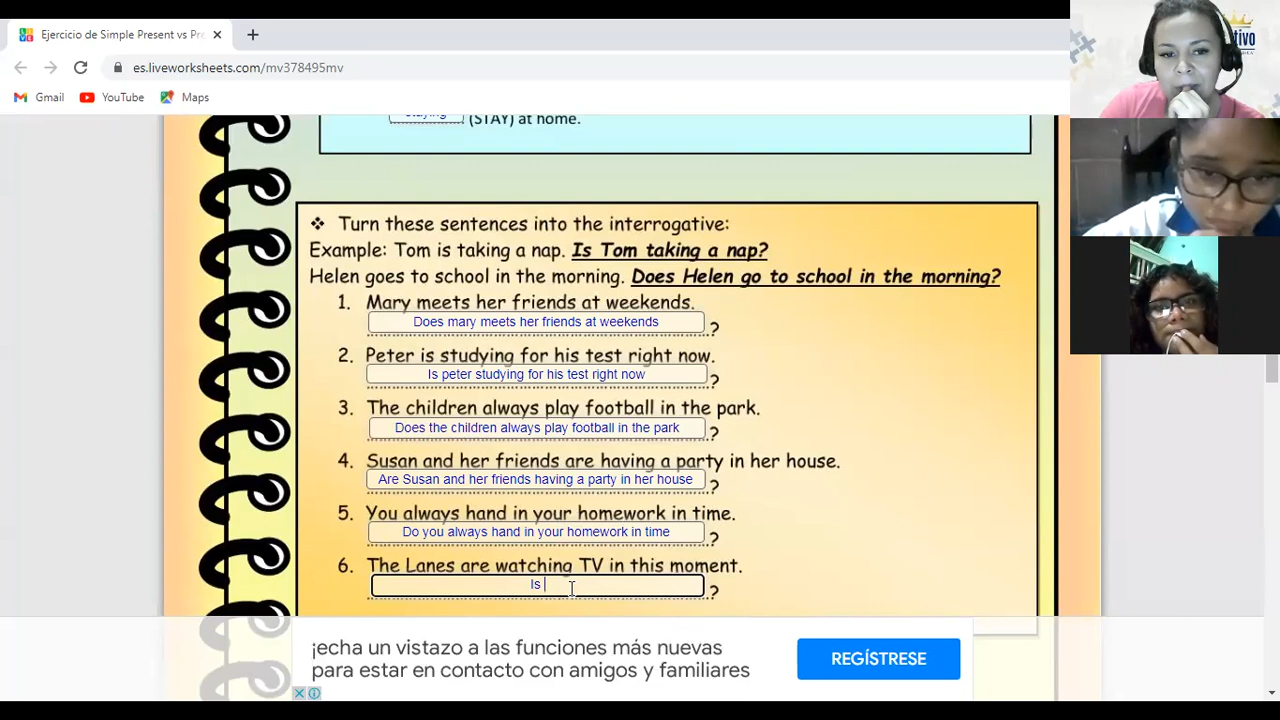 Ejercicio de Simple Present vs Pre
es.liveworksheets.com/mv378495mv
Gmail
YouTube
Maps
tivo
staying
(STAY) at home.
❖ Turn these sentences into the interrogative:
Example: Tom is taking a nap. Is Tom taking a nap?
Helen goes to school in the morning. Does Helen go to school in the morning?
1. Mary meets her friends at weekends.
Does mary meets her friends at weekends ?
2. Peter is studying for his test right now.
Is peter studying for his test right now ?
3. The children always play football in the park.
Does the children always play football in the park ?
4. Susan and her friends are having a party in her house.
Are Susan and her friends having a party in her house ?
5. You always hand in your homework in time.
Do you always hand in your homework in time ?
6. The Lanes are watching TV in this moment.
Is ?
¡echa un vistazo a las funciones más nuevas
para estar en contacto con amigos y familiares
REGÍSTRESE